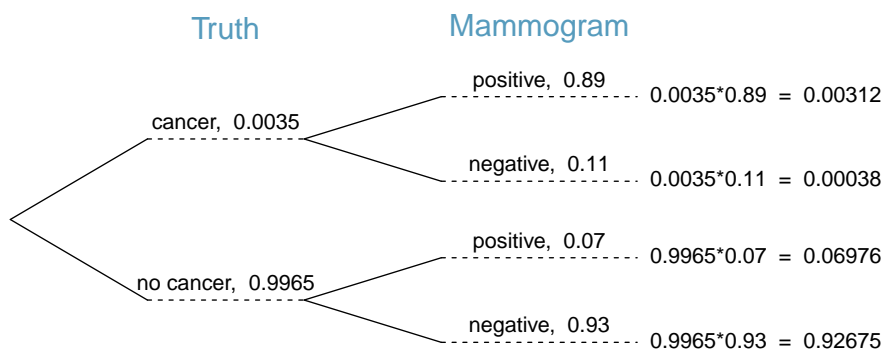 Truth
Mammogram
positive, 0.89
0.0035*0.89 = 0.00312
cancer, 0.0035
negative, 0.11
0.0035*0.11 = 0.00038
positive, 0.07
0.9965*0.07 = 0.06976
no cancer, 0.9965
negative, 0.93
0.9965*0.93 = 0.92675